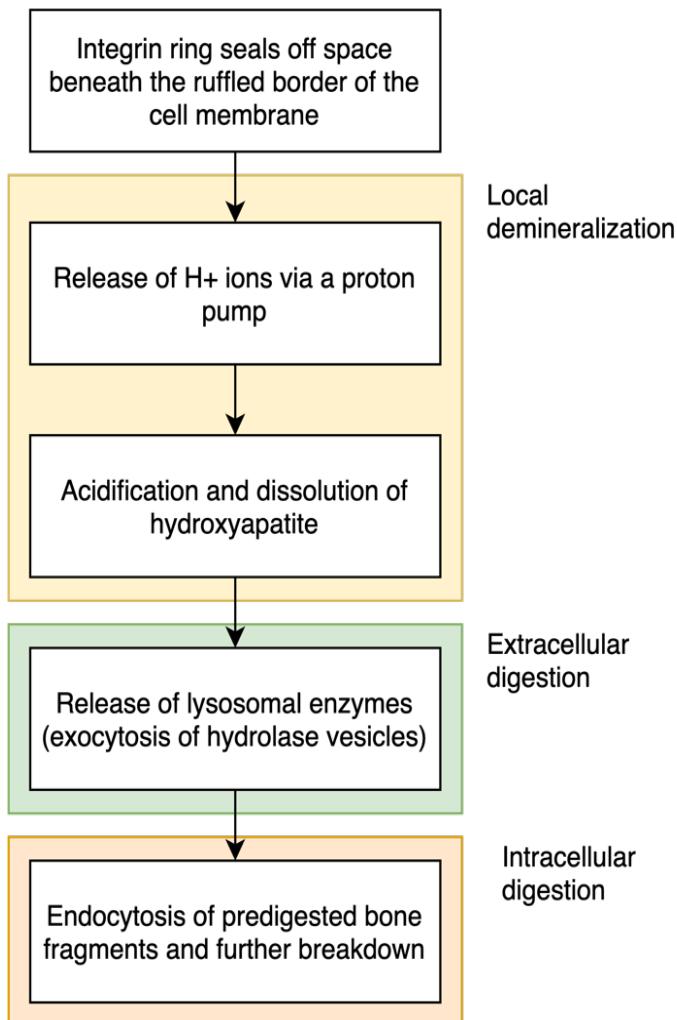 Integrin ring seals off space
beneath the ruffled border of the
cell membrane
Local
demineralization
Release of H+ ions via a proton
pump
Acidification and dissolution of
hydroxyapatite
Extracellular
digestion
Release of lysosomal enzymes
(exocytosis of hydrolase vesicles)
Intracellular
digestion
Endocytosis of predigested bone
fragments and further breakdown